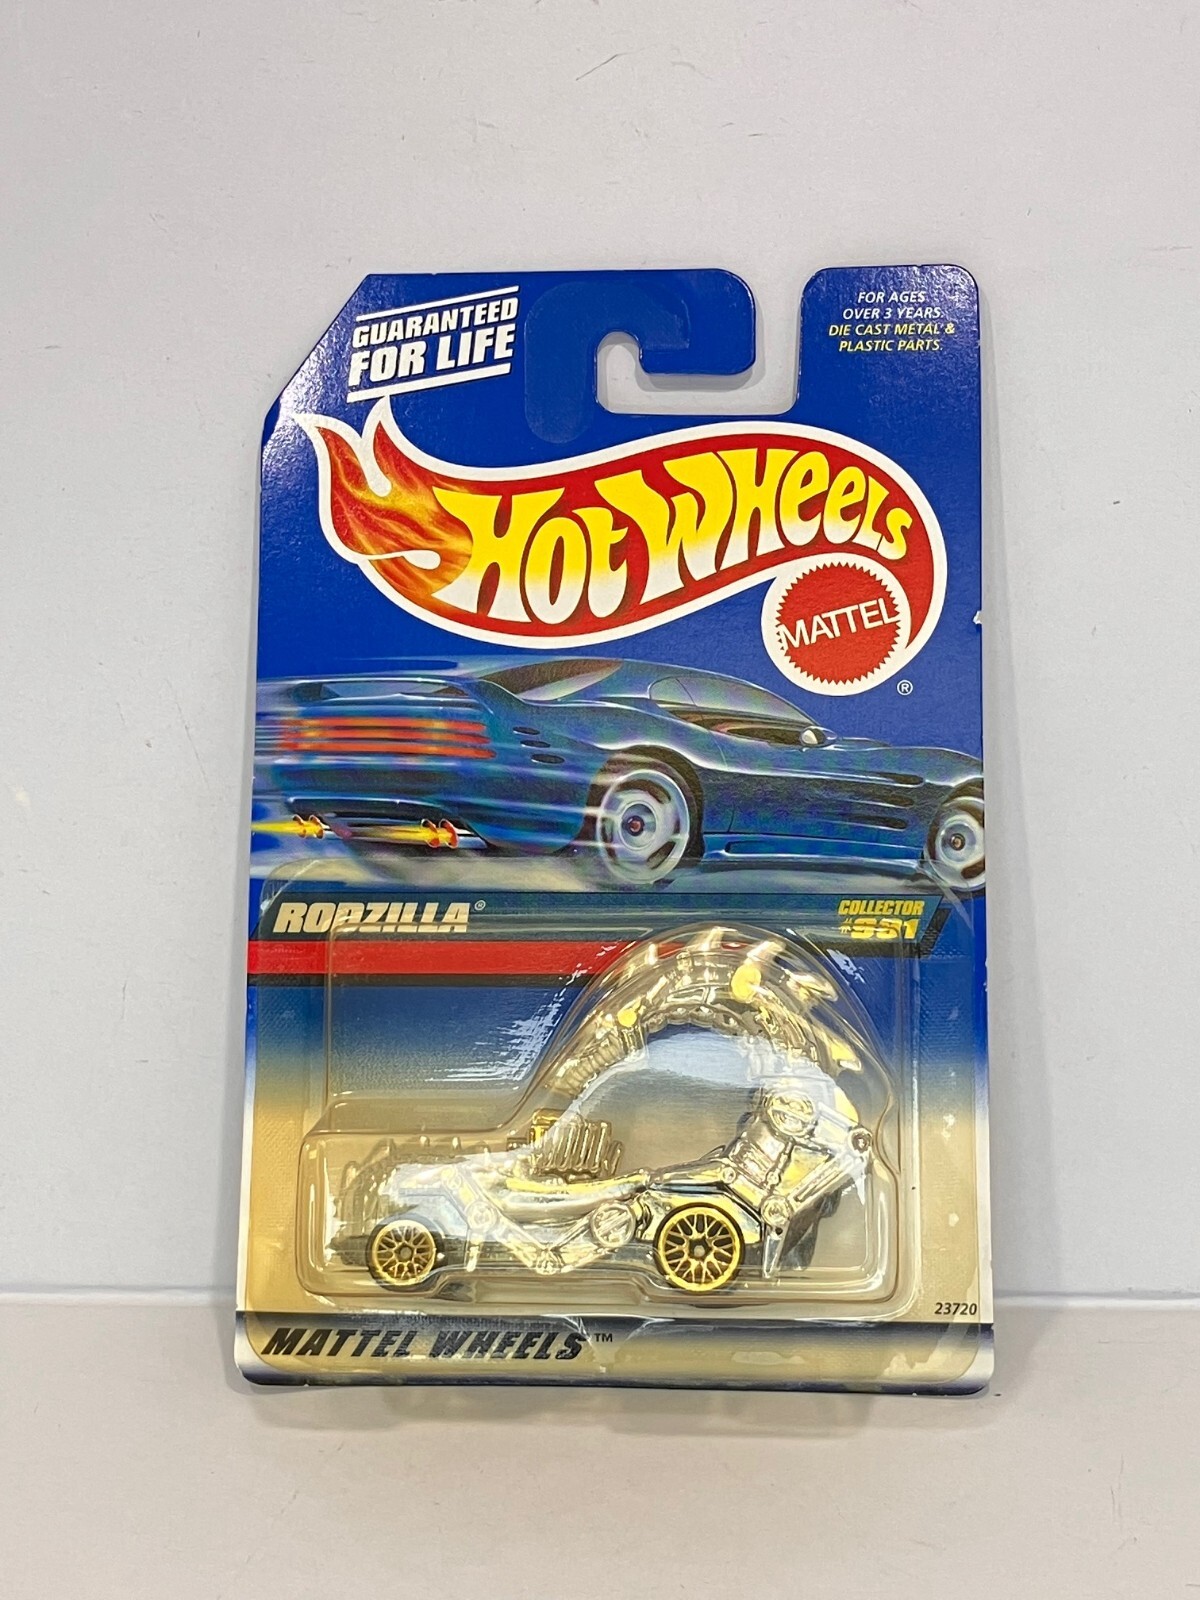 GUARANTEED
FOR LIFE
FOR AGES
OVER 3 YEARS.
DIE CAST METAL &
PLASTIC PARTS.
HOT WHEELS
MATTEL
®
RODZILLA®
COLLECTOR
#991
23720
MATTEL WHEELS™